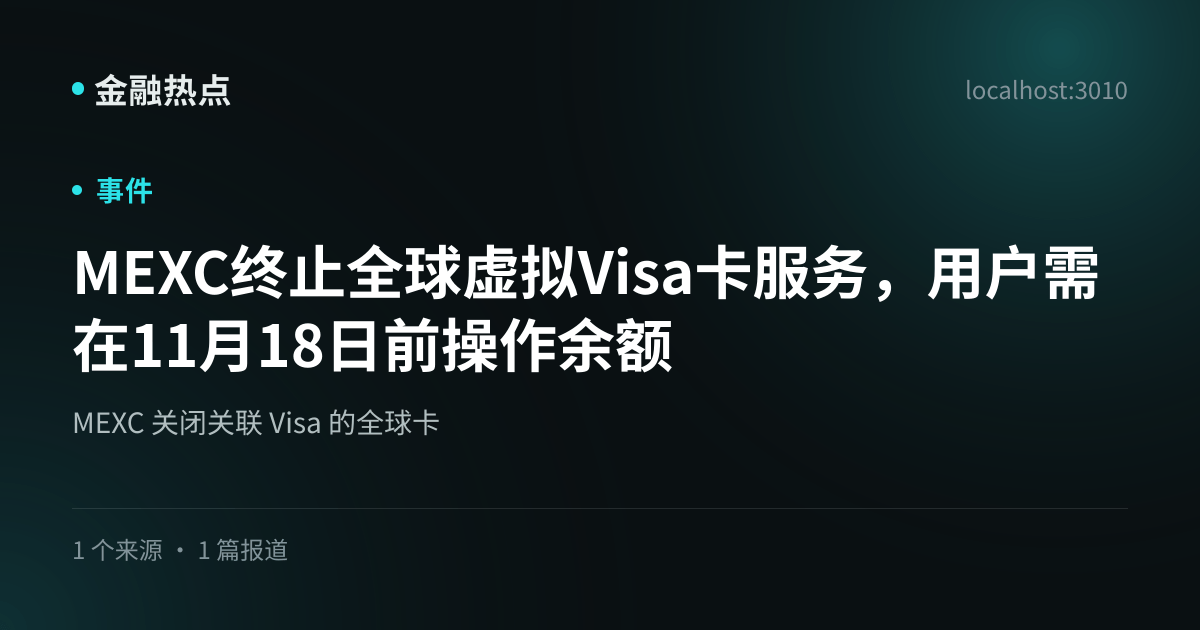 金融热点
localhost:3010
事件
MEXC终止全球虚拟Visa卡服务，用户需
在11月18日前操作余额
MEXC 关闭关联 Visa 的全球卡
1 个来源 · 1 篇报道